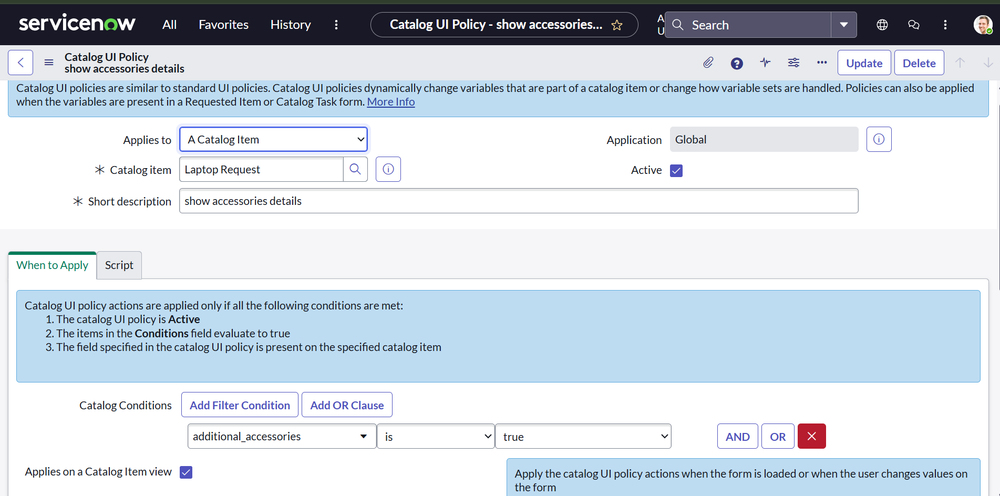 servicenow
All
Favorites
History
Catalog UI Policy - show accessories...
A
U
Search
Catalog UI Policy
show accessories details
Update
Delete
Catalog UI policies are similar to standard UI policies. Catalog UI policies dynamically change variables that are part of a catalog item or change how variable sets are handled. Policies can also be applied
when the variables are present in a Requested Item or Catalog Task form. More Info
Applies to
A Catalog Item
Application
Global
Catalog item
Laptop Request
Active
Short description
show accessories details
When to Apply
Script
Catalog UI policy actions are applied only if all the following conditions are met:
1. The catalog UI policy is Active
2. The items in the Conditions field evaluate to true
3. The field specified in the catalog UI policy is present on the specified catalog item
Catalog Conditions
Add Filter Condition
Add OR Clause
additional_accessories
is
true
AND
OR
Applies on a Catalog Item view
Apply the catalog UI policy actions when the form is loaded or when the user changes values on
the form